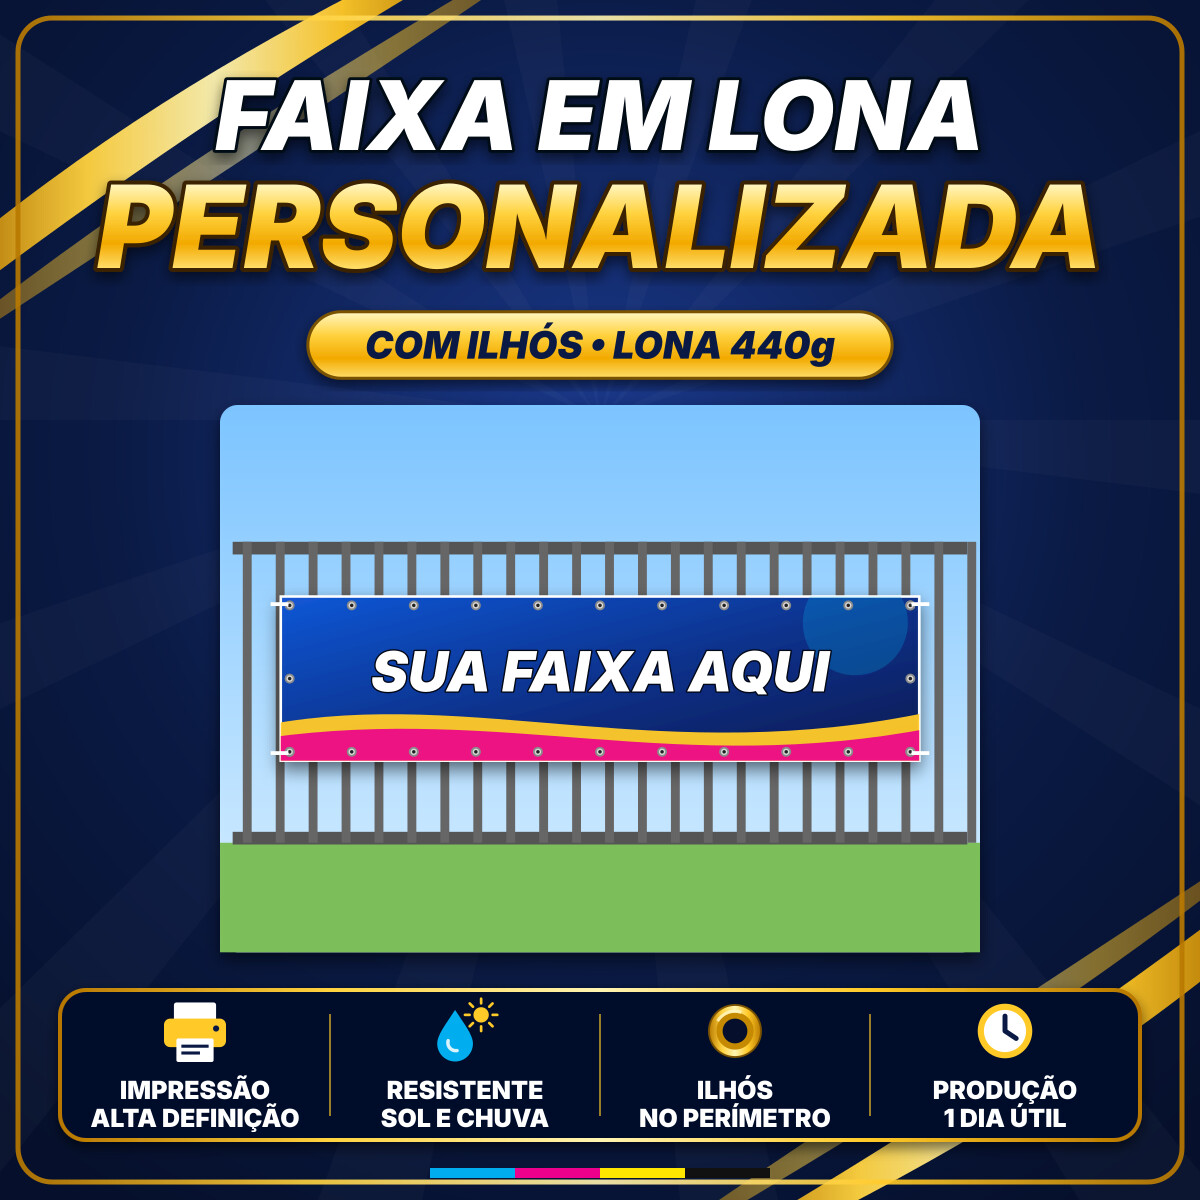 FAIXA EM LONA
PERSONALIZADA
COM ILHÓS • LONA 440g
SUA FAIXA AQUI
IMPRESSÃO
ALTA DEFINIÇÃO
RESISTENTE
SOL E CHUVA
ILHÓS
NO PERÍMETRO
PRODUÇÃO
1 DIA ÚTIL